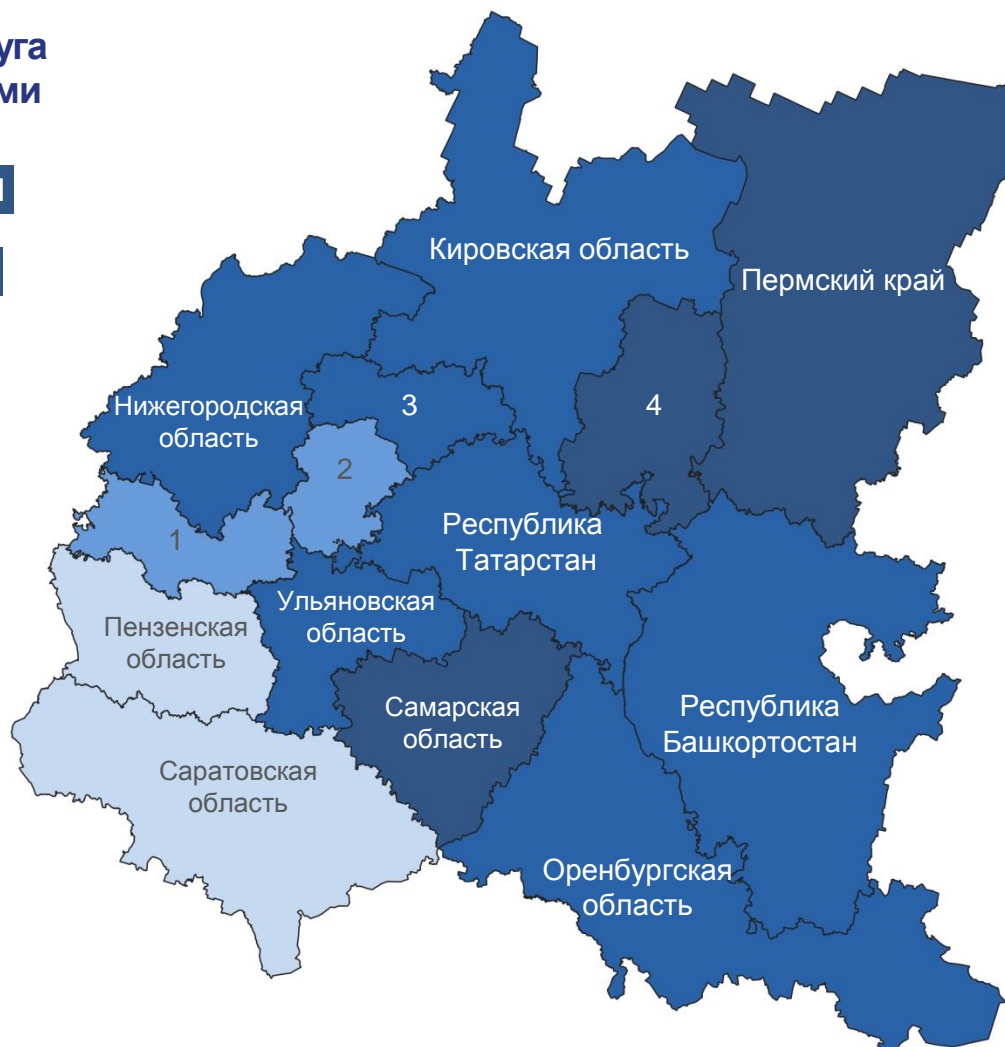 уга
ми
Кировская область
Пермский край
Нижегородская
область
3
4
2
1
Республика
Татарстан
Ульяновская
область
Пензенская
область
Самарская
область
Республика
Башкортостан
Саратовская
область
Оренбургская
область